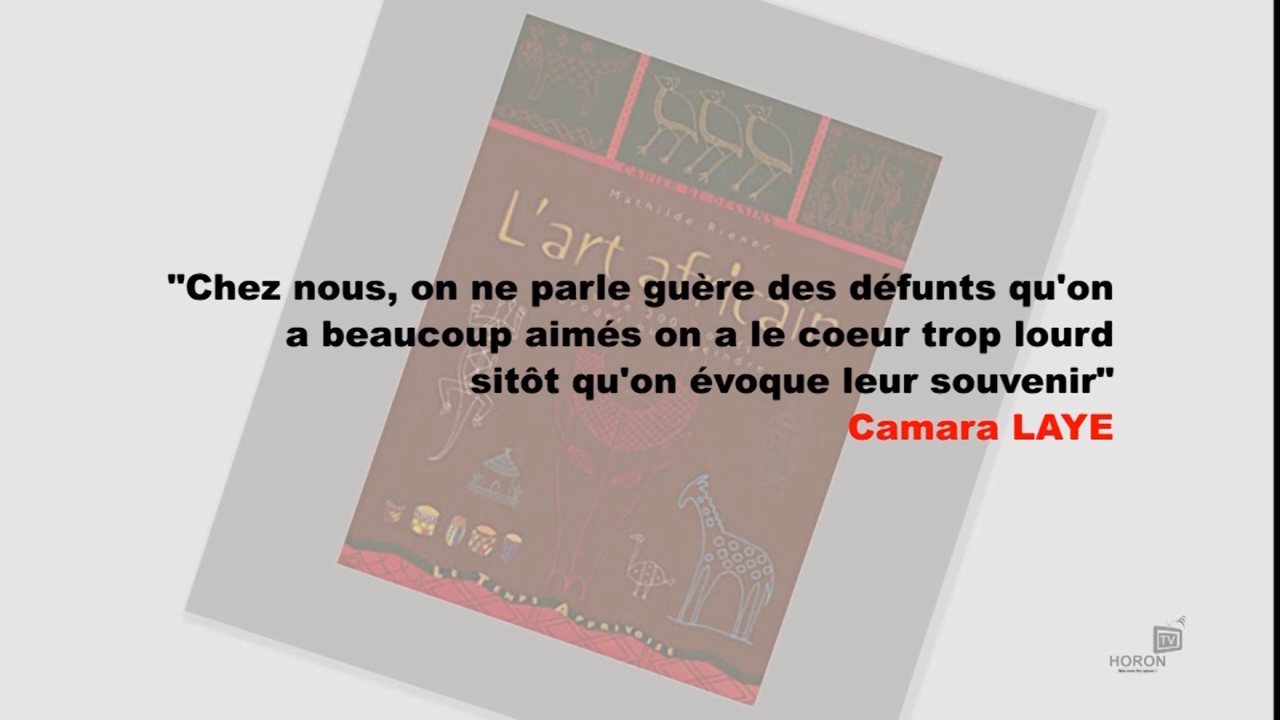 CAHIER DE DESSINS
Mathilde Riener
L'art africain
"Chez nous, on ne parle guère des défunts qu'on
a beaucoup aimés on a le coeur trop lourd
sitôt qu'on évoque leur souvenir"
Camara LAYE
LE TEMPS APPRIVOISÉ
TV
HORON